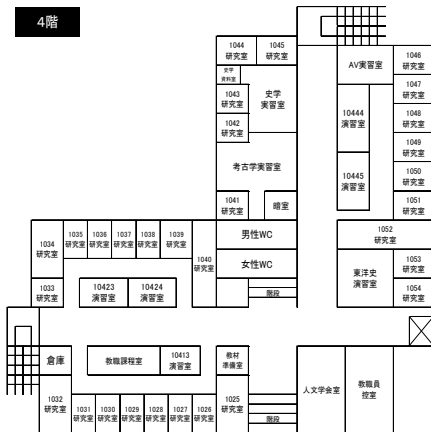 4階
1044
研究室
1045
研究室
AV実習室
1046
研究室
史学
資料室
史学
実習室
1043
研究室
1047
研究室
10444
演習室
1048
研究室
1042
研究室
1049
研究室
考古学実習室
10445
演習室
1050
研究室
1041
研究室
暗室
1051
研究室
1034
研究室
1035
研究室
1036
研究室
1037
研究室
1038
研究室
1039
研究室
1040
研究室
男性WC
女性WC
1052
研究室
東洋史
演習室
1053
研究室
1033
研究室
10423
演習室
10424
演習室
階段
1054
研究室
倉庫
教職課程室
10413
演習室
教材
準備室
人文学会室
教職員
控室
1032
研究室
1031
研究室
1030
研究室
1029
研究室
1028
研究室
1027
研究室
1026
研究室
1025
研究室
階段